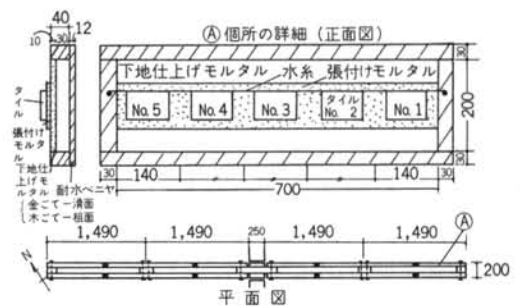 Ⓐ個所の詳細（正面図）
40
10 30 12
下地仕上げモルタル 水糸 張付けモルタル
タイル
No.5 No.4 No.3 タイル No.2 No.1
30
200
30
張付けモルタル
下地仕上げモルタル
耐水ベニヤ
金ごて—滑面
木ごて—粗面
30 140 140 30
700
1,490 1,490 250 1,490 1,490 Ⓐ
N
200
平面図